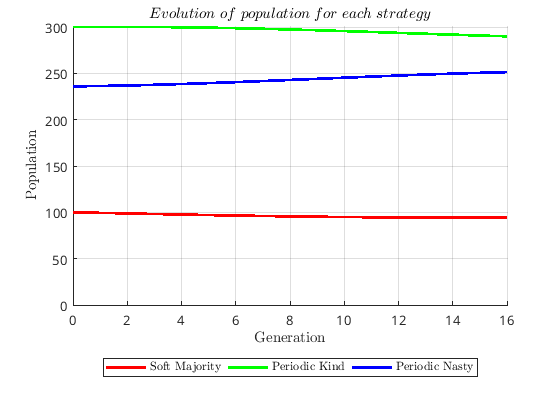 Evolution of population for each strategy
300
250
200
150
100
50
0
Population
0 2 4 6 8 10 12 14 16
Generation
Soft Majority Periodic Kind Periodic Nasty